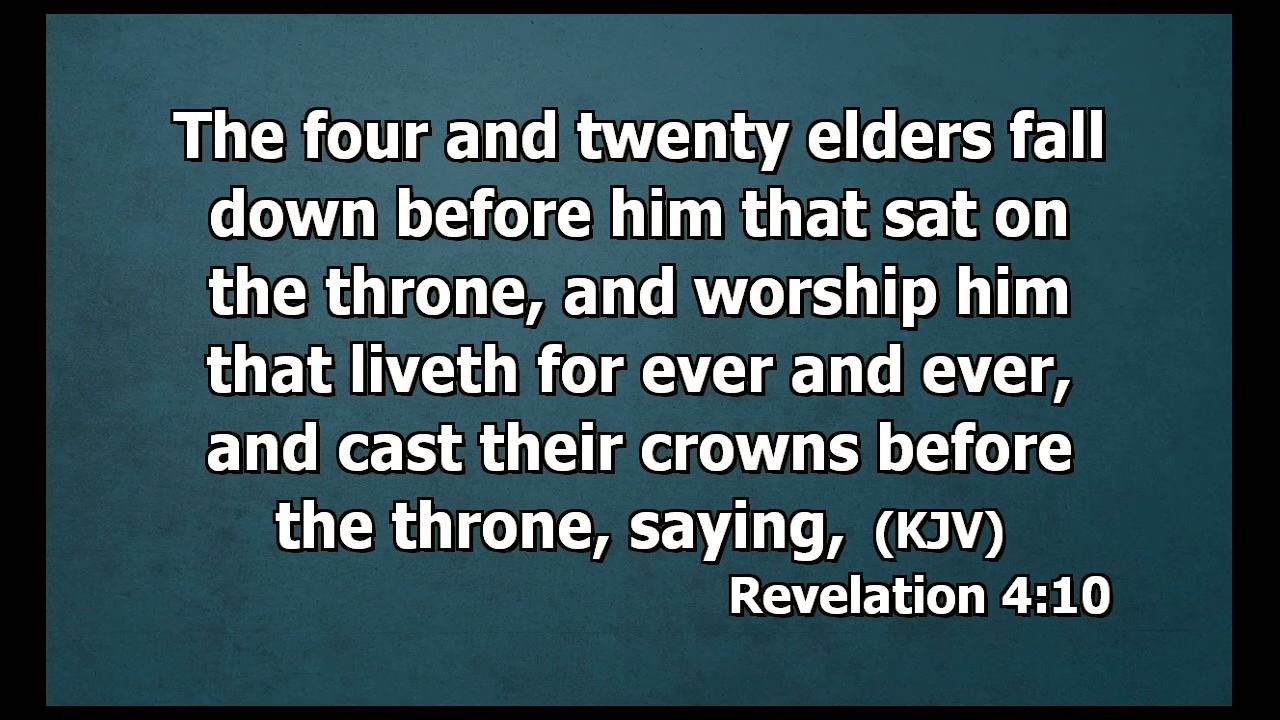 The four and twenty elders fall
down before him that sat on
the throne, and worship him
that liveth for ever and ever,
and cast their crowns before
the throne, saying, (KJV)
Revelation 4:10